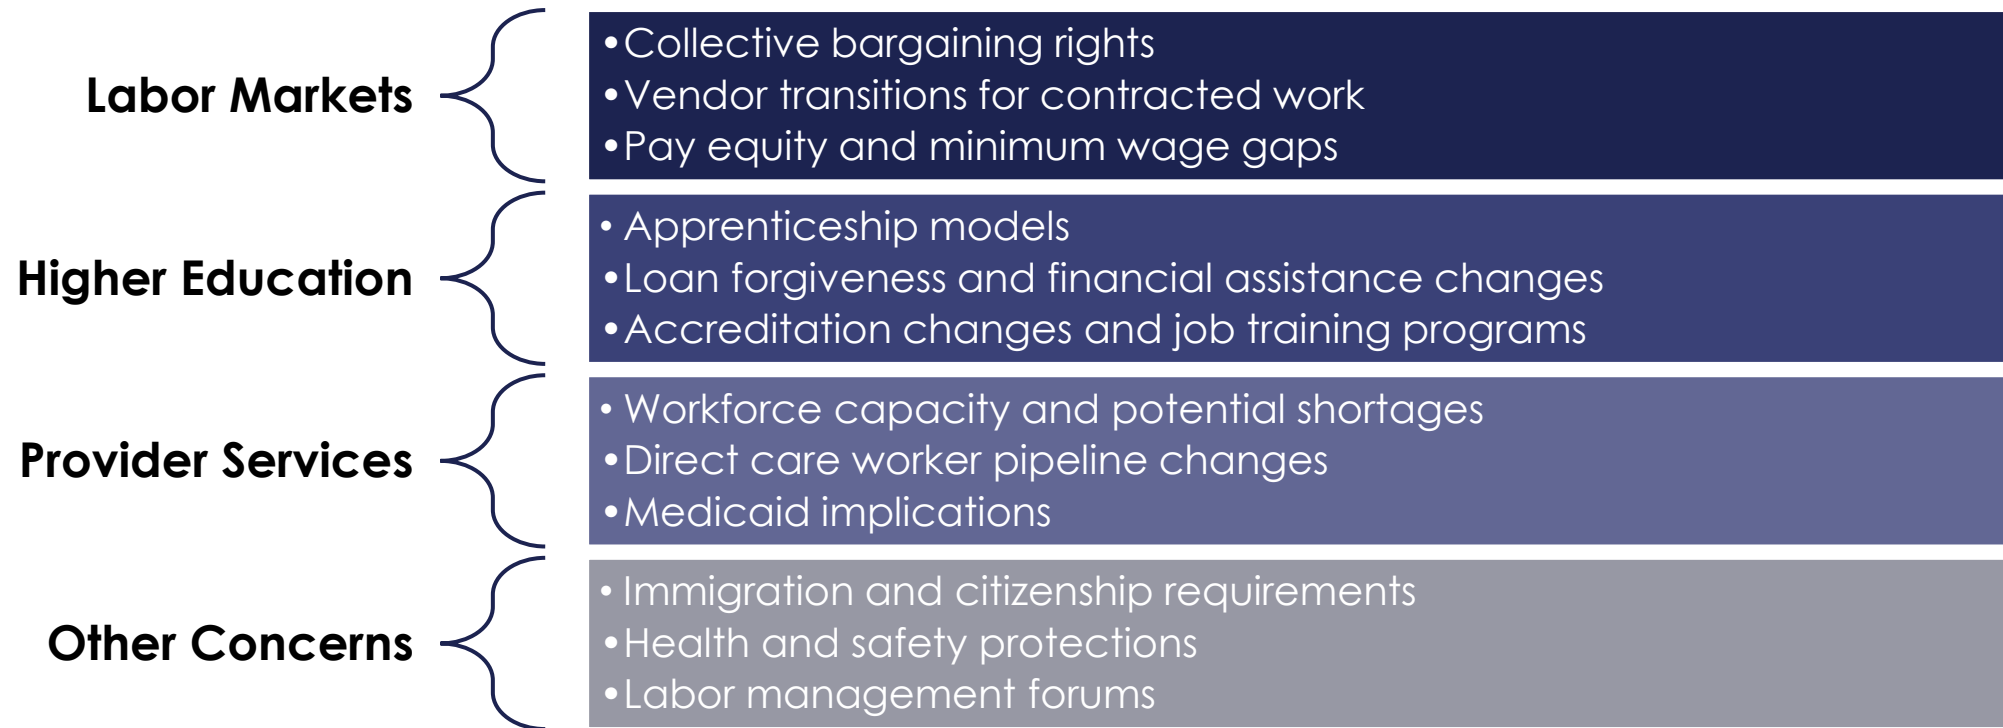 Labor Markets
•Collective bargaining rights
•Vendor transitions for contracted work
•Pay equity and minimum wage gaps
Higher Education
• Apprenticeship models
•Loan forgiveness and financial assistance changes
•Accreditation changes and job training programs
Provider Services
• Workforce capacity and potential shortages
•Direct care worker pipeline changes
•Medicaid implications
Other Concerns
• Immigration and citizenship requirements
•Health and safety protections
•Labor management forums